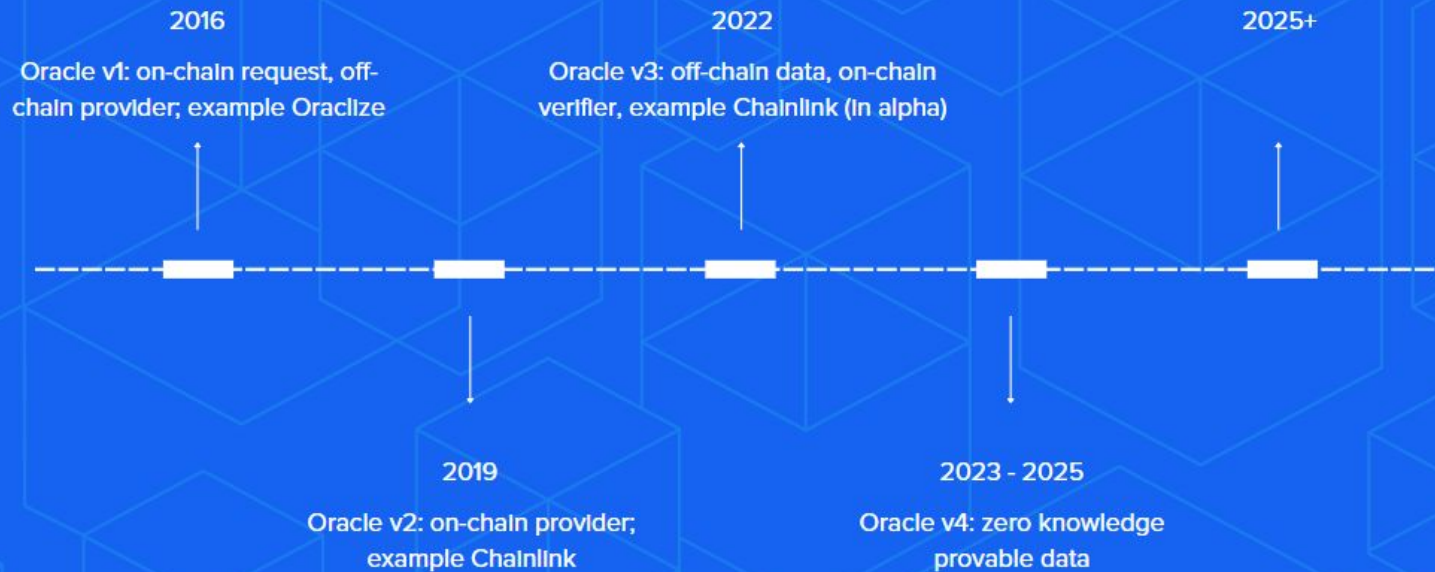 2016
Oracle v1: on-chain request, off-
chain provider; example Oraclize
2022
Oracle v3: off-chain data, on-chain
verifier, example Chainlink (in alpha)
2025+
2019
Oracle v2: on-chain provider;
example Chainlink
2023 - 2025
Oracle v4: zero knowledge
provable data